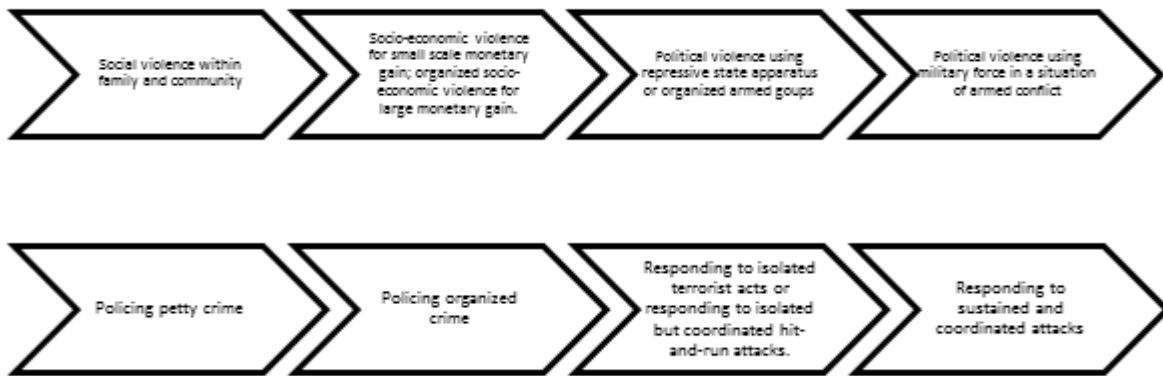 Social violence within
family and community
Socio-economic violence
for small scale monetary
gain; organized socio-
economic violence for
large monetary gain.
Political violence using
repressive state apparatus
or organized armed goups
Political violence using
military force in a situation
of armed conflict
Policing petty crime
Policing organized
crime
Responding to isolated
terrorist acts or
responding to isolated
but coordinated hit-
and-run attacks.
Responding to
sustained and
coordinated attacks